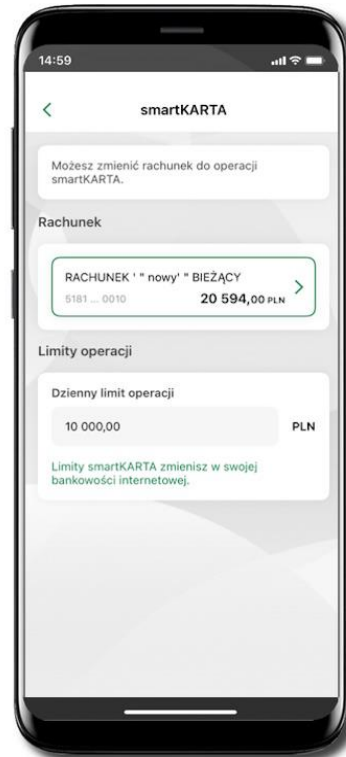 14:59
smartKARTA
Możesz zmienić rachunek do operacji
smartKARTA.
Rachunek
RACHUNEK ' " nowy' " BIEŻĄCY
5181 ... 0010 20 594,00 PLN
Limity operacji
Dzienny limit operacji
10 000,00 PLN
Limity smartKARTA zmienisz w swojej
bankowości internetowej.